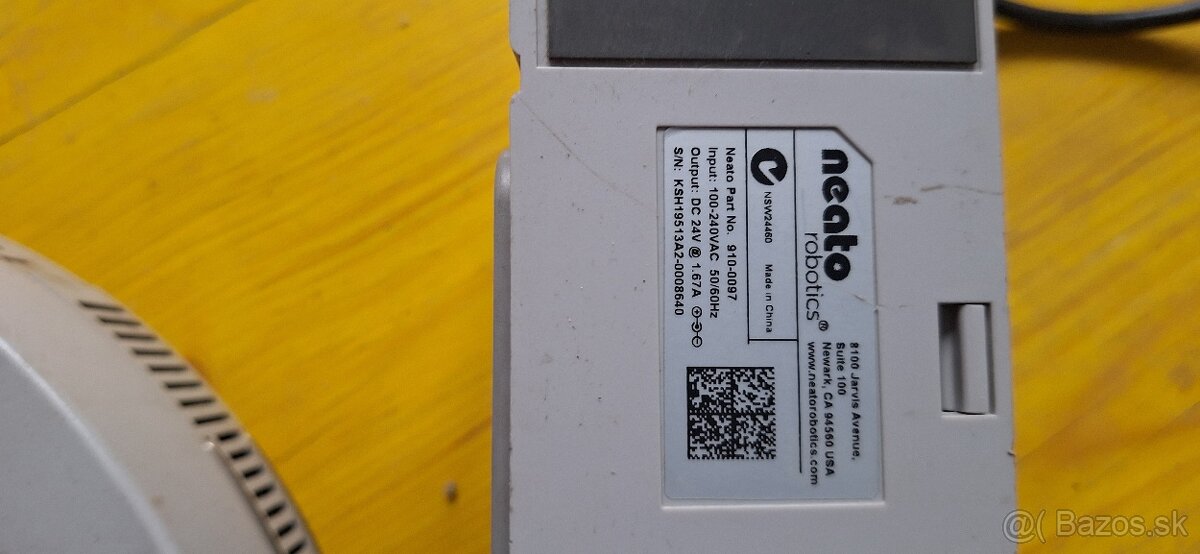 neato
robotics®
8100 Jarvis Avenue,
Suite 100
Newark, CA 94560 USA
www.neatorobotics.com
NSW24460
Made in China
Neato Part No. 910-0097
Input: 100-240VAC 50/60Hz
Output: DC 24V @ 1.67A
S/N: KSH19513A2-0008640
@( Bazos.sk